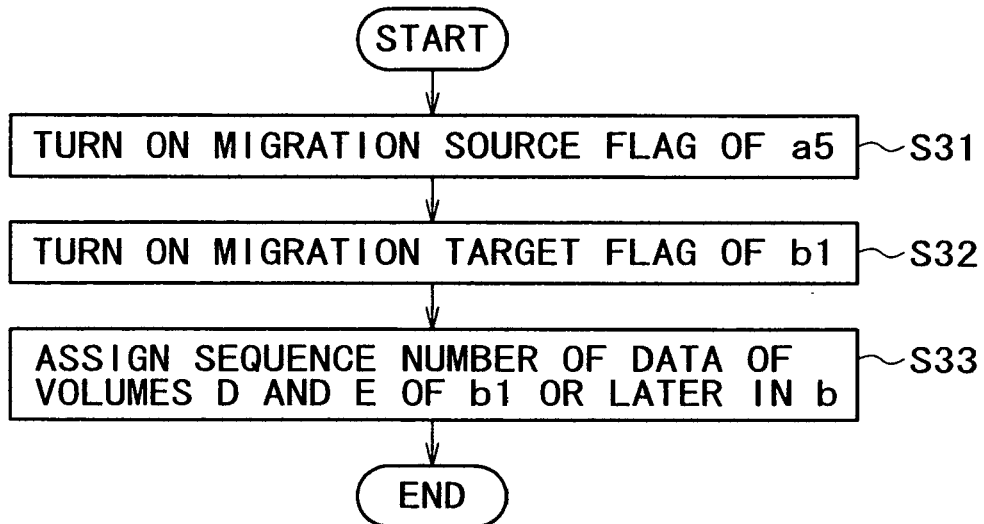 START
TURN ON MIGRATION SOURCE FLAG OF a5
S31
TURN ON MIGRATION TARGET FLAG OF b1
S32
ASSIGN SEQUENCE NUMBER OF DATA OF
VOLUMES D AND E OF b1 OR LATER IN b
S33
END